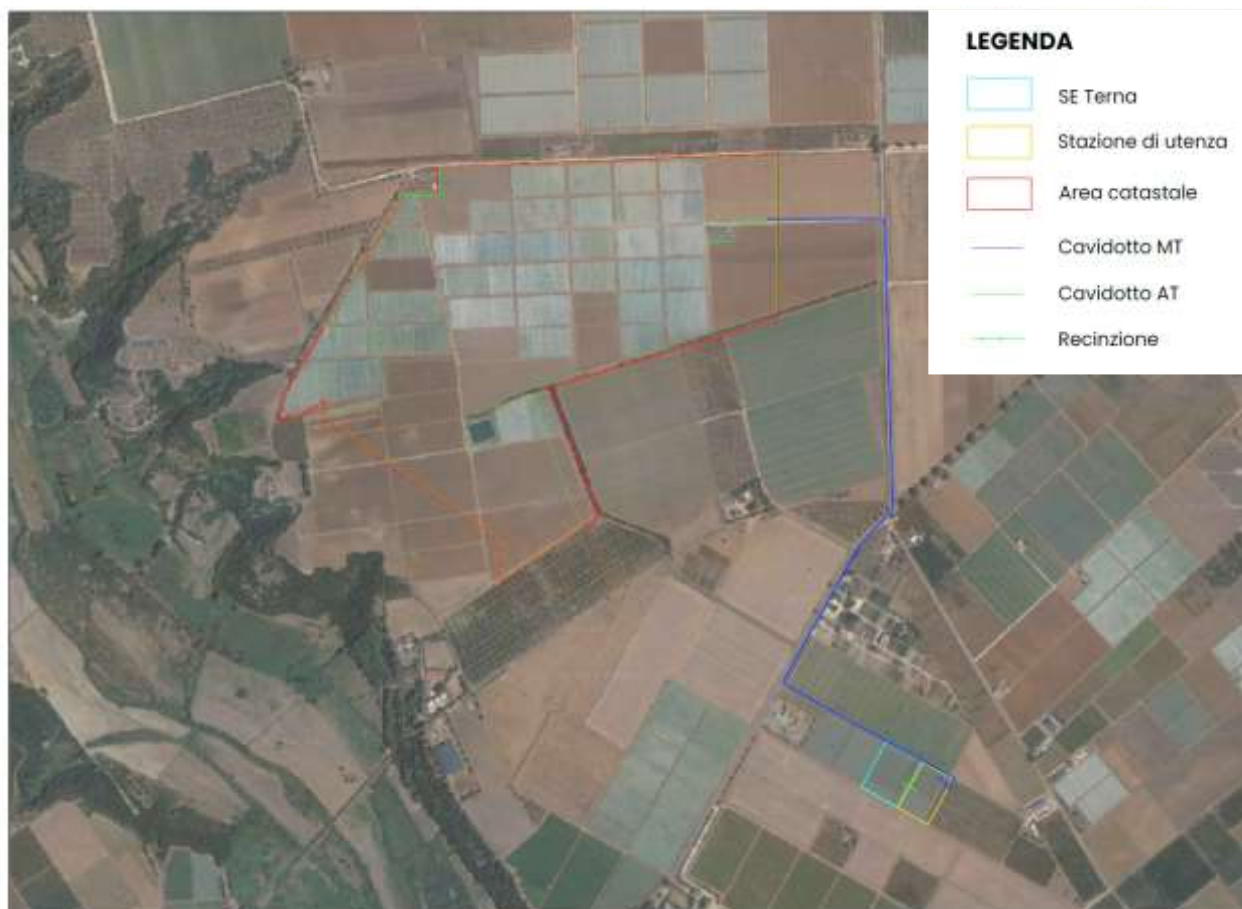 LEGENDA
SE Terna
Stazione di utenza
Area catastale
Cavidotto MT
Cavidotto AT
Recinzione